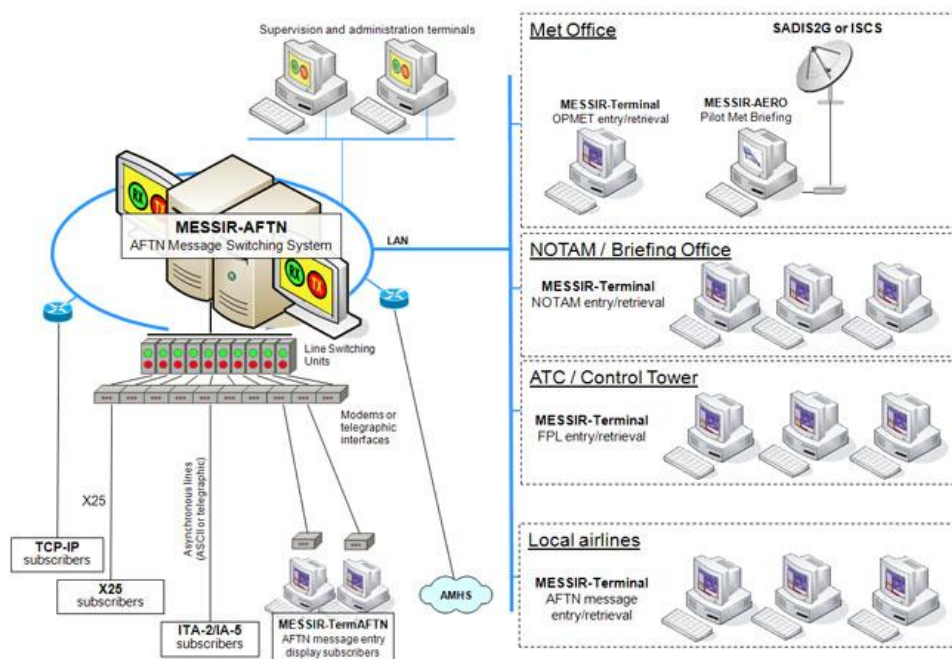 Supervision and administration terminals
RX
TX
MESSIR-AFTN
AFTN Message Switching System
RX
TX
LAN
Line Switching
Units
Modems or
telegraphic
interfaces
X25
Asynchronous lines
(ASCII or telegraphic)
TCP-IP
subscribers
X25
subscribers
ITA-2/IA-5
subscribers
MESSIR-TermAFTN
AFTN message entry
display subscribers
AMHS
Met Office
SADIS2G or ISCS
MESSIR-Terminal
OPMET entry/retrieval
MESSIR-AERO
Pilot Met Briefing
NOTAM / Briefing Office
MESSIR-Terminal
NOTAM entry/retrieval
ATC / Control Tower
MESSIR-Terminal
FPL entry/retrieval
Local airlines
MESSIR-Terminal
AFTN message
entry/retrieval